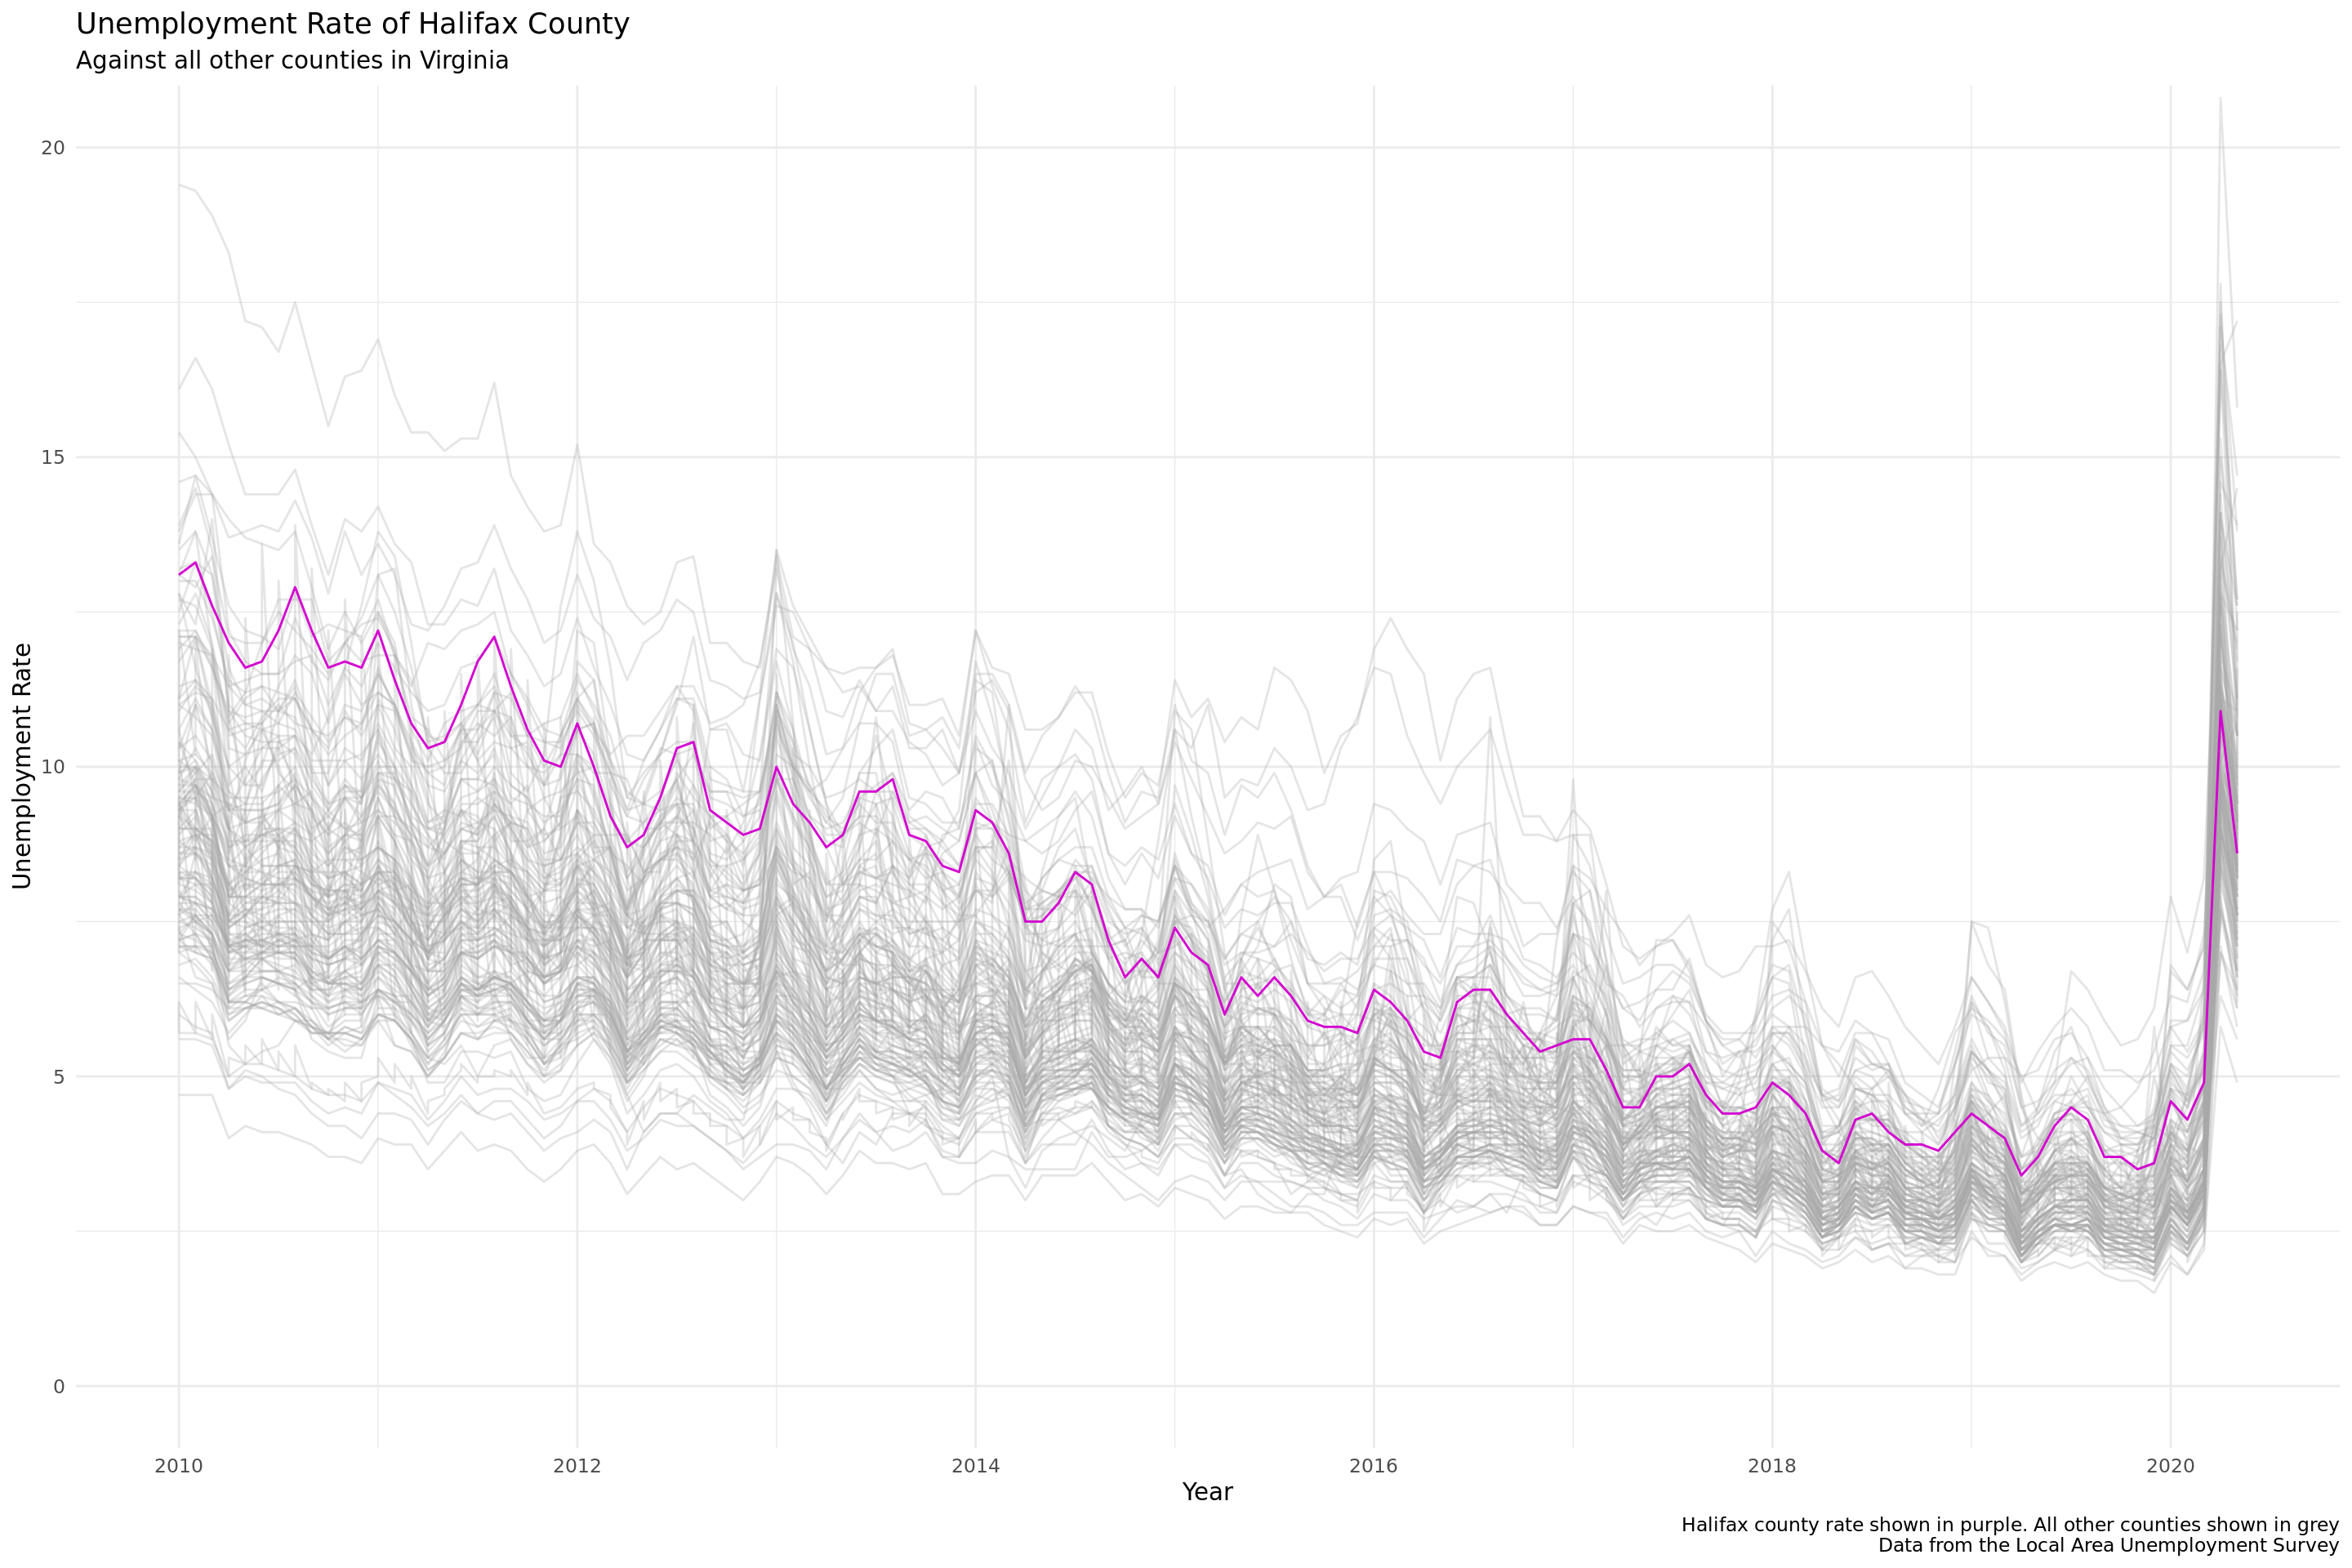 Unemployment Rate of Halifax County
Against all other counties in Virginia
Unemployment Rate
20
15
10
5
0
2010 2012 2014 2016 2018 2020
Year
Halifax county rate shown in purple. All other counties shown in grey
Data from the Local Area Unemployment Survey